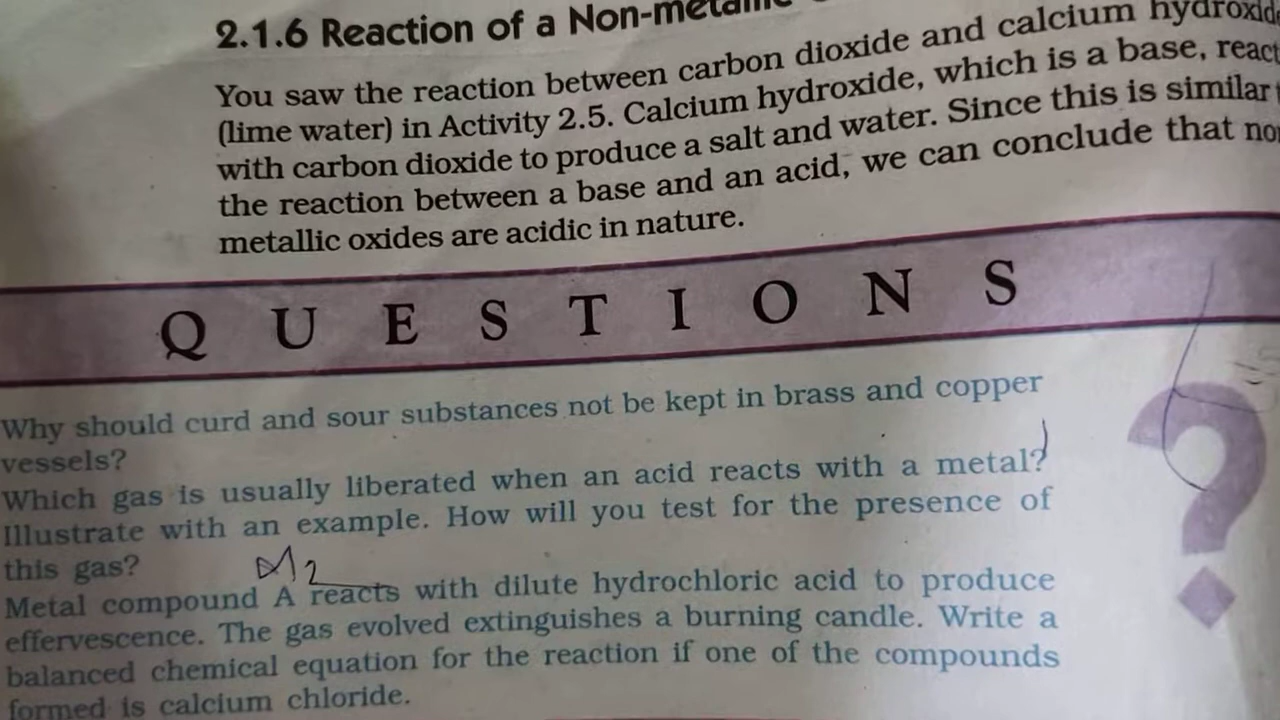 2.1.6 Reaction of a Non-metallic
You saw the reaction between carbon dioxide and calcium hydroxid
(lime water) in Activity 2.5. Calcium hydroxide, which is a base, react
with carbon dioxide to produce a salt and water. Since this is similar
the reaction between a base and an acid, we can conclude that no
metallic oxides are acidic in nature.
QUESTIONS
Why should curd and sour substances not be kept in brass and copper
vessels?
Which gas is usually liberated when an acid reacts with a metal?
Illustrate with an example. How will you test for the presence of
this gas?
Metal compound A reacts with dilute hydrochloric acid to produce
effervescence. The gas evolved extinguishes a burning candle. Write a
balanced chemical equation for the reaction if one of the compounds
formed is calcium chloride.